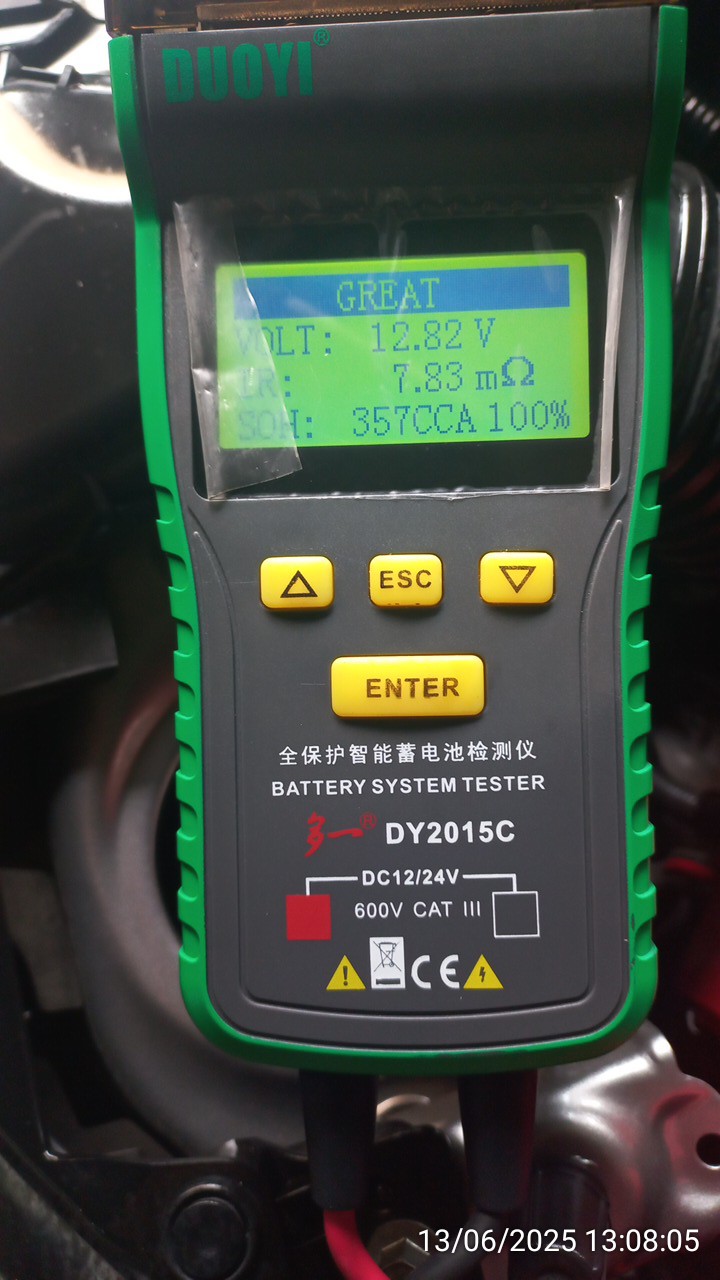 DUOYI®
GREAT
VOLT: 12.82 V
IR: 7.83 mΩ
SOH: 357CCA 100%
ESC
ENTER
全保护智能蓄电池检测仪
BATTERY SYSTEM TESTER
多一® DY2015C
DC12/24V
600V CAT III
CE
13/06/2025 13:08:05